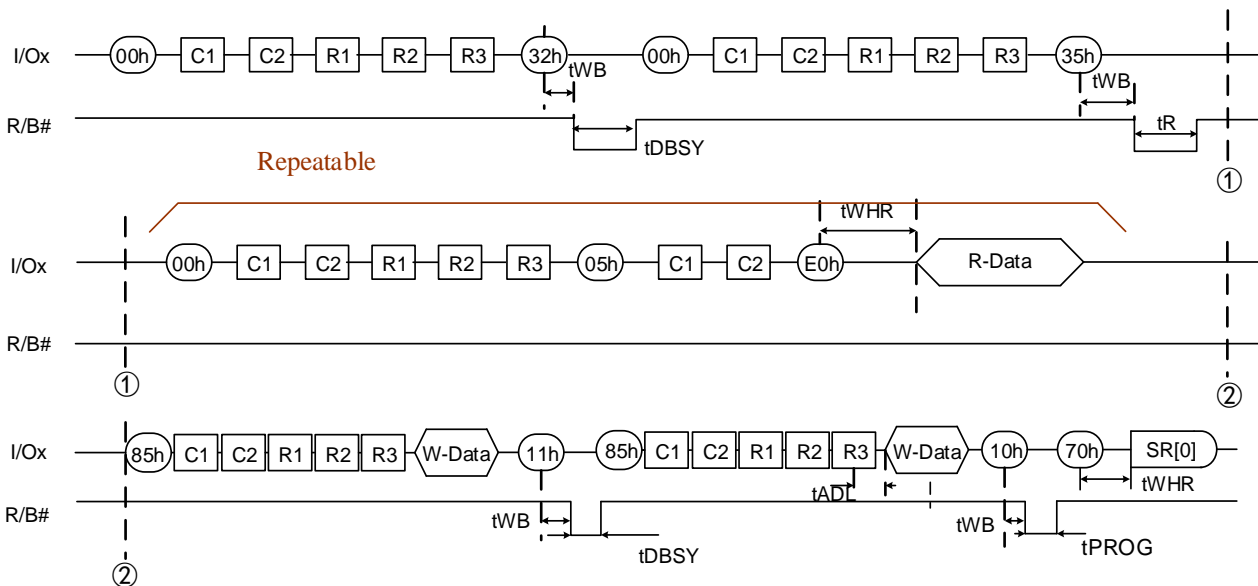 I/Ox 00h C1 C2 R1 R2 R3 32h 00h C1 C2 R1 R2 R3 35h
tWB tWB
R/B# tDBSY tR
Repeatable
① ①
tWHR
I/Ox 00h C1 C2 R1 R2 R3 05h C1 C2 E0h R-Data
R/B#
① ②
I/Ox 85h C1 C2 R1 R2 R3 W-Data 11h 85h C1 C2 R1 R2 R3 W-Data 10h 70h SR[0]
tADL tWHR
R/B# tWB tWB
tDBSY tPROG
②